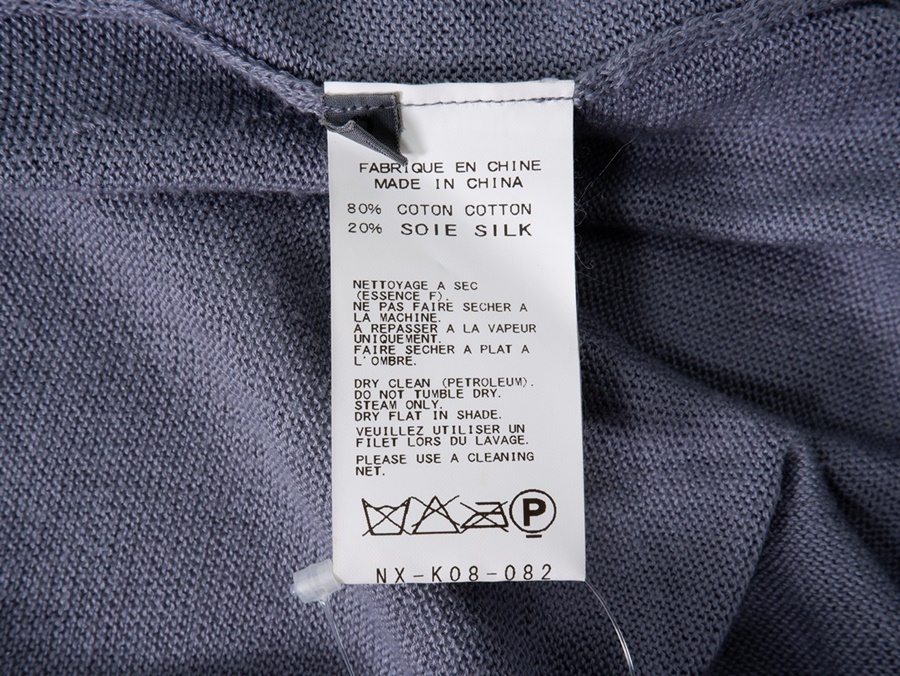 FABRIQUE EN CHINE
MADE IN CHINA
80% COTON COTTON
20% SOIE SILK
NETTOYAGE A SEC
(ESSENCE F).
NE PAS FAIRE SECHER A
LA MACHINE.
A REPASSER A LA VAPEUR
UNIQUEMENT.
FAIRE SECHER A PLAT A
L'OMBRE.
DRY CLEAN (PETROLEUM).
DO NOT TUMBLE DRY.
STEAM ONLY.
DRY FLAT IN SHADE.
VEUILLEZ UTILISER UN
FILET LORS DU LAVAGE.
PLEASE USE A CLEANING
NET.
P
NX-K08-082